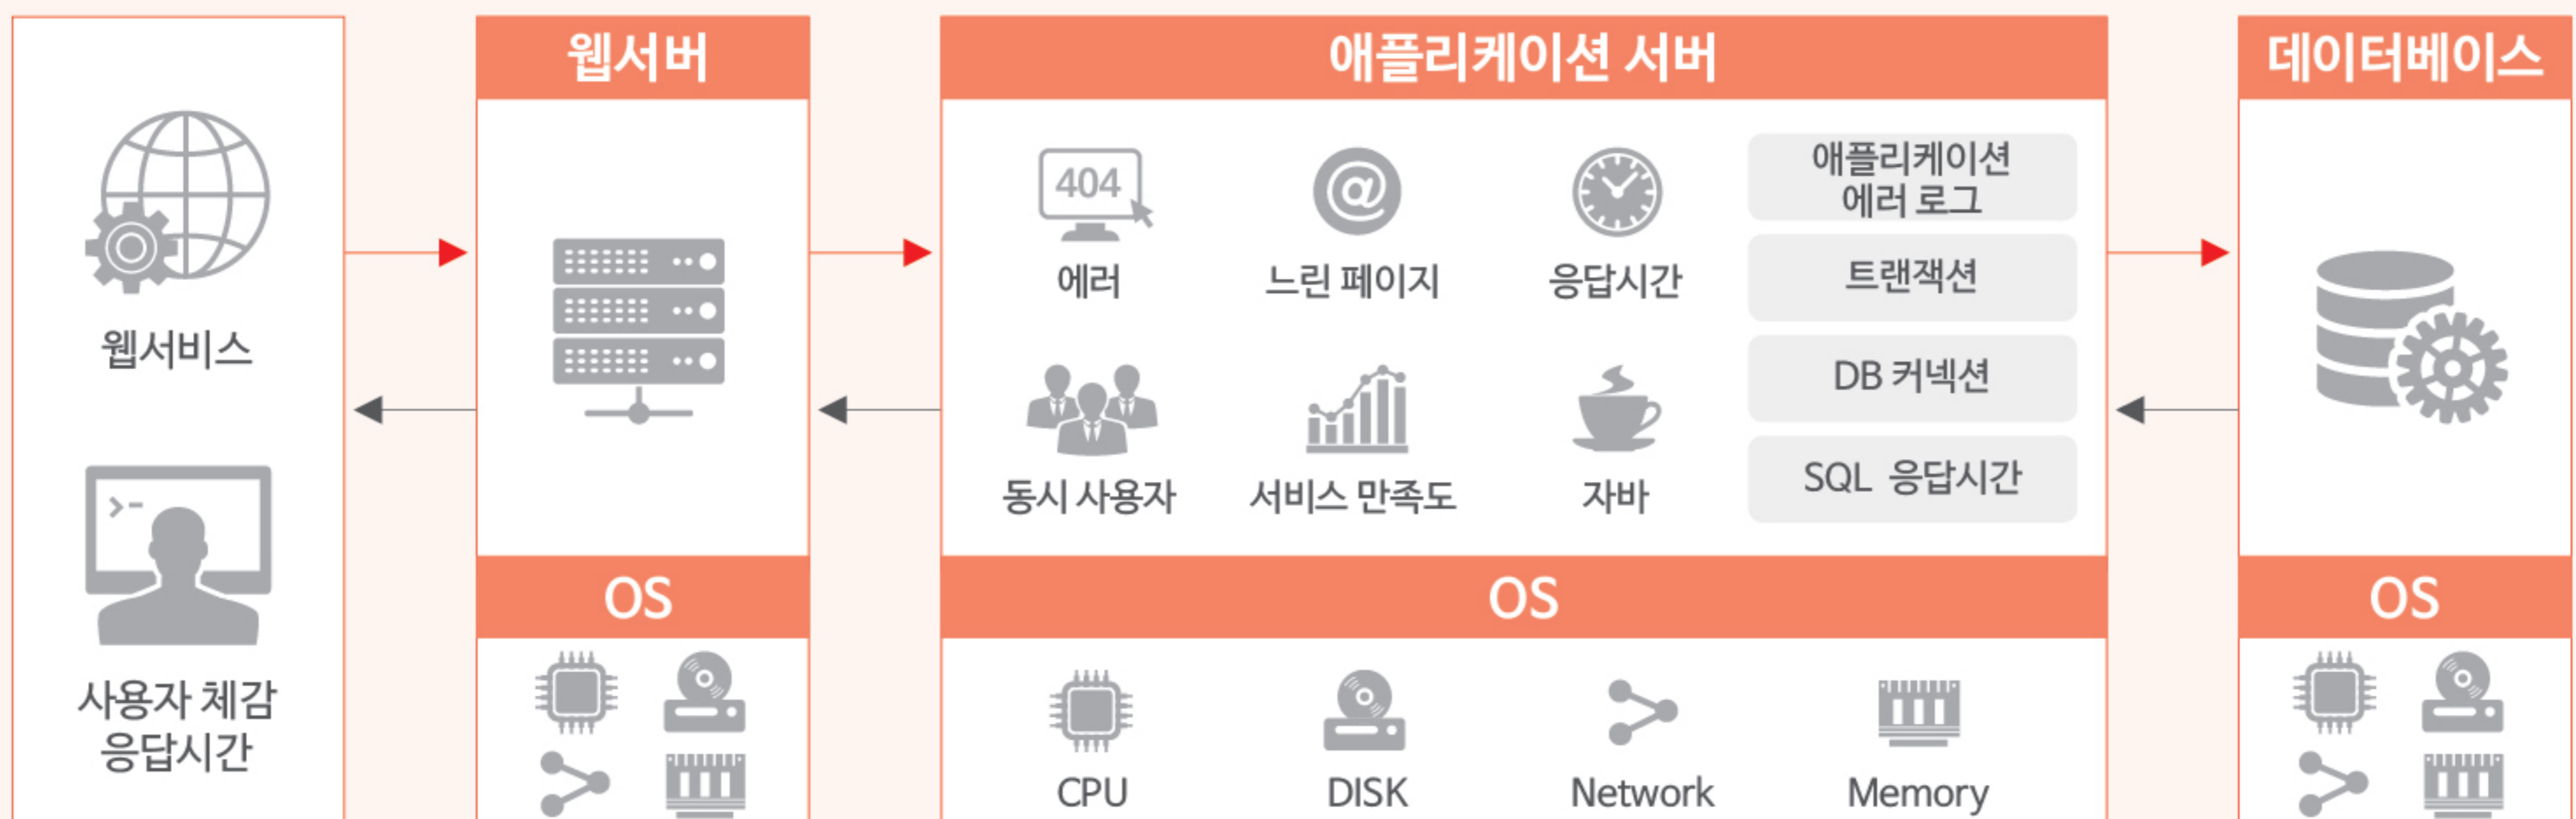 웹서비스
사용자 체감
응답시간
웹서버
OS
애플리케이션 서버
404
에러
느린 페이지
응답시간
동시 사용자
서비스 만족도
자바
애플리케이션
에러 로그
트랜잭션
DB 커넥션
SQL 응답시간
OS
CPU
DISK
Network
Memory
데이터베이스
OS